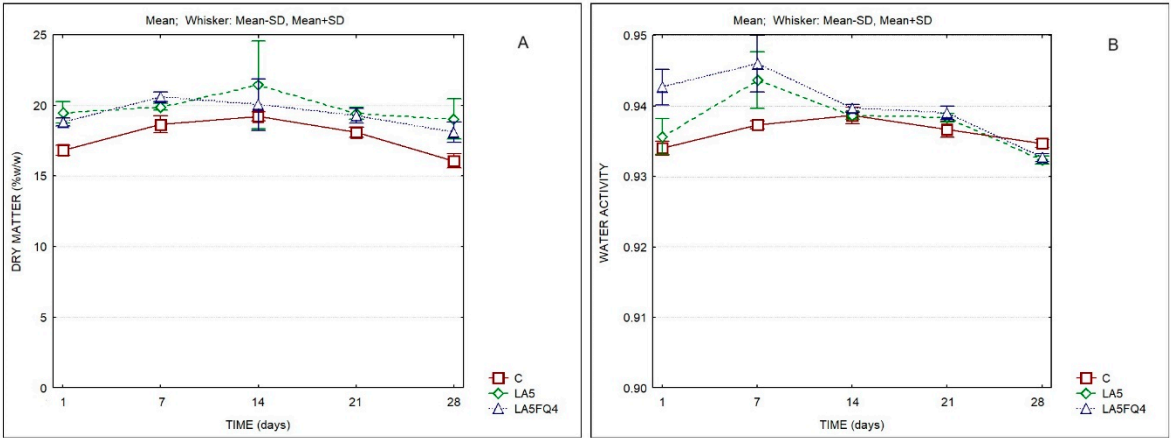 Mean; Whisker: Mean-SD, Mean+SD
A
DRY MATTER (%w/w)
25
20
15
10
5
0
1 7 14 21 28
TIME (days)
C
LA5
LA5FQ4
Mean; Whisker: Mean-SD, Mean+SD
B
WATER ACTIVITY
0.95
0.94
0.93
0.92
0.91
0.90
1 7 14 21 28
TIME (days)
C
LA5
LA5FQ4